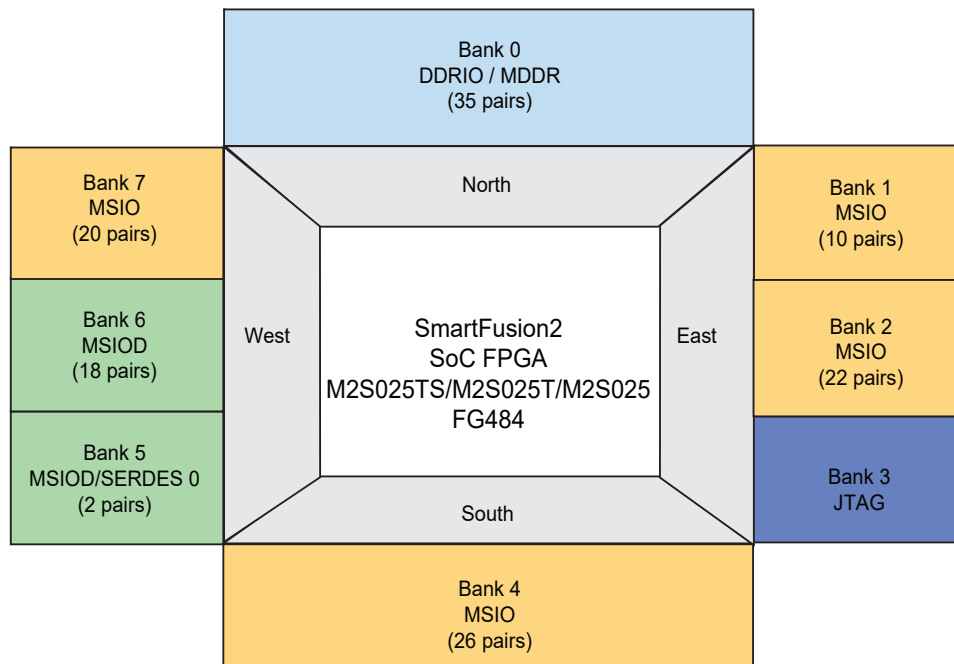 Bank 0
DDRIO / MDDR
(35 pairs)
Bank 7
MSIO
(20 pairs)
North
Bank 1
MSIO
(10 pairs)
Bank 6
MSIOD
(18 pairs)
West
SmartFusion2
SoC FPGA
M2S025TS/M2S025T/M2S025
FG484
East
Bank 2
MSIO
(22 pairs)
Bank 5
MSIOD/SERDES 0
(2 pairs)
South
Bank 3
JTAG
Bank 4
MSIO
(26 pairs)